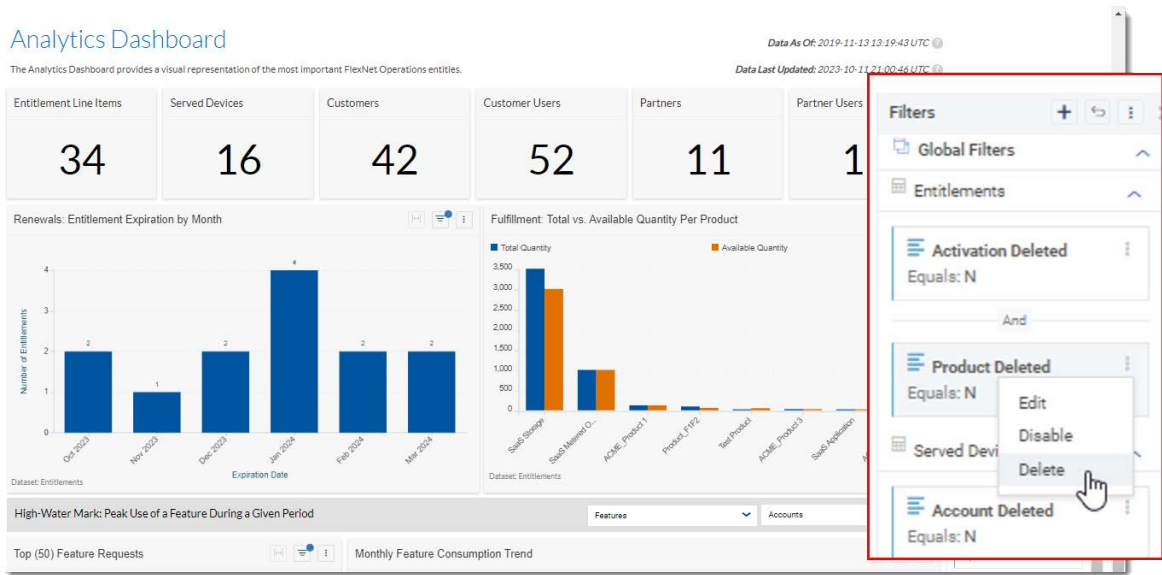 Analytics Dashboard
Data As Of: 2019-11-13 13:19:43 UTC
The Analytics Dashboard provides a visual representation of the most important FlexNet Operations entities.
Data Last Updated: 2023-10-11 21:00:46 UTC
Entitlement Line Items
34
Served Devices
16
Customers
42
Customer Users
52
Partners
11
Partner Users
1
Renewals: Entitlement Expiration by Month
Number of Entitlements
4
3
2
1
0
2
1
2
4
2
2
Oct 2023
Nov 2023
Dec 2023
Jan 2024
Feb 2024
Mar 2024
Expiration Date
Dataset: Entitlements
Fulfillment: Total vs. Available Quantity Per Product
Total Quantity
Available Quantity
3,500
3,000
2,500
2,000
1,500
1,000
500
0
SaaS Storage
SaaS Metered O...
ACME_Product 1
Product_F1F2
Test Product
ACME_Product 3
SaaS Application
Dataset: Entitlements
High-Water Mark: Peak Use of a Feature During a Given Period
Features
Accounts
Top (50) Feature Requests
Monthly Feature Consumption Trend
Filters
Global Filters
Entitlements
Activation Deleted
Equals: N
And
Product Deleted
Equals: N
Edit
Disable
Delete
Served Devi
Account Deleted
Equals: N